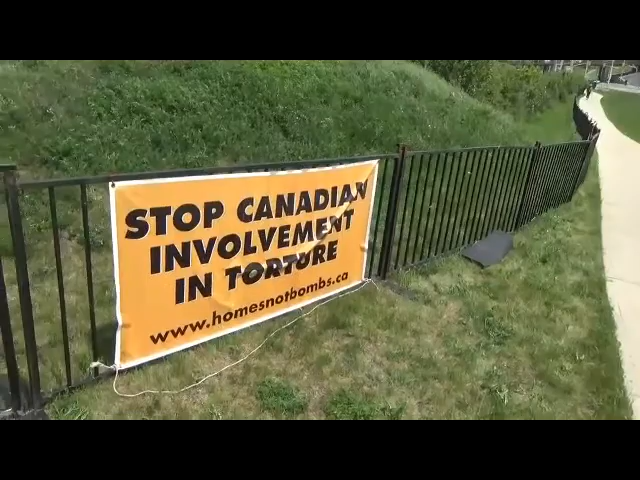 STOP CANADIAN
INVOLVEMENT
IN TORTURE
www.homesnotbombs.ca